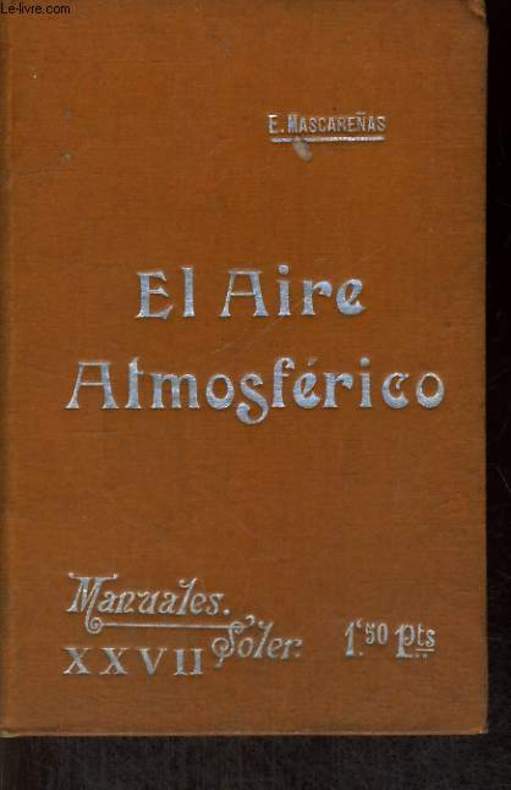 Le-livre.com
E. MASCAREÑAS
El Aire
Atmosférico
Manuales.
Soler.
XXVII
1'50 Pts